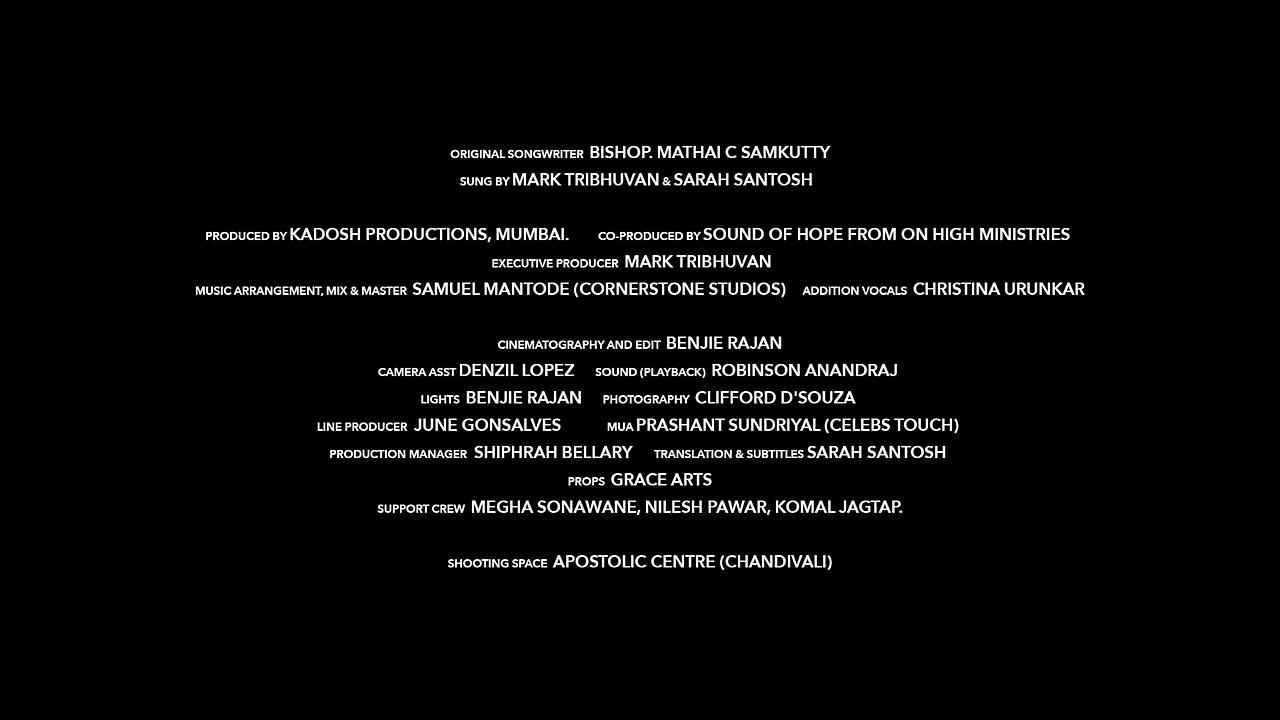 ORIGINAL SONGWRITER BISHOP. MATHAI C SAMKUTTY
SUNG BY MARK TRIBHUVAN & SARAH SANTOSH
PRODUCED BY KADOSH PRODUCTIONS, MUMBAI. CO-PRODUCED BY SOUND OF HOPE FROM ON HIGH MINISTRIES
EXECUTIVE PRODUCER MARK TRIBHUVAN
MUSIC ARRANGEMENT, MIX & MASTER SAMUEL MANTODE (CORNERSTONE STUDIOS) ADDITION VOCALS CHRISTINA URUNKAR
CINEMATOGRAPHY AND EDIT BENJIE RAJAN
CAMERA ASST DENZIL LOPEZ SOUND (PLAYBACK) ROBINSON ANANDRAJ
LIGHTS BENJIE RAJAN PHOTOGRAPHY CLIFFORD D'SOUZA
LINE PRODUCER JUNE GONSALVES MUA PRASHANT SUNDRIYAL (CELEBS TOUCH)
PRODUCTION MANAGER SHIPHRAH BELLARY TRANSLATION & SUBTITLES SARAH SANTOSH
PROPS GRACE ARTS
SUPPORT CREW MEGHA SONAWANE, NILESH PAWAR, KOMAL JAGTAP.
SHOOTING SPACE APOSTOLIC CENTRE (CHANDIVALI)